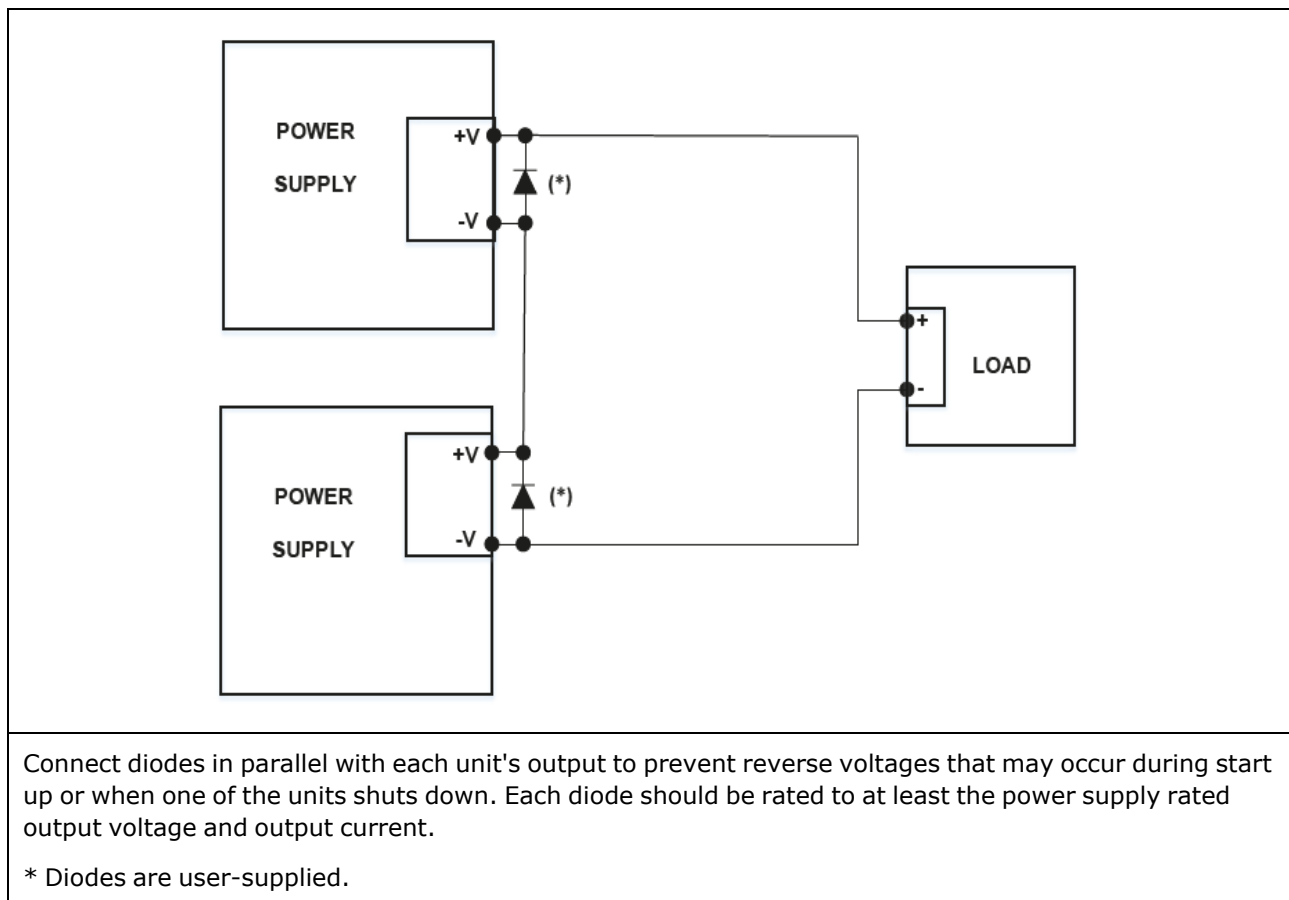 POWER
SUPPLY
+V
-V
(*)
+
-
LOAD
POWER
SUPPLY
+V
-V
(*)
Connect diodes in parallel with each unit's output to prevent reverse voltages that may occur during start
up or when one of the units shuts down. Each diode should be rated to at least the power supply rated
output voltage and output current.
* Diodes are user-supplied.